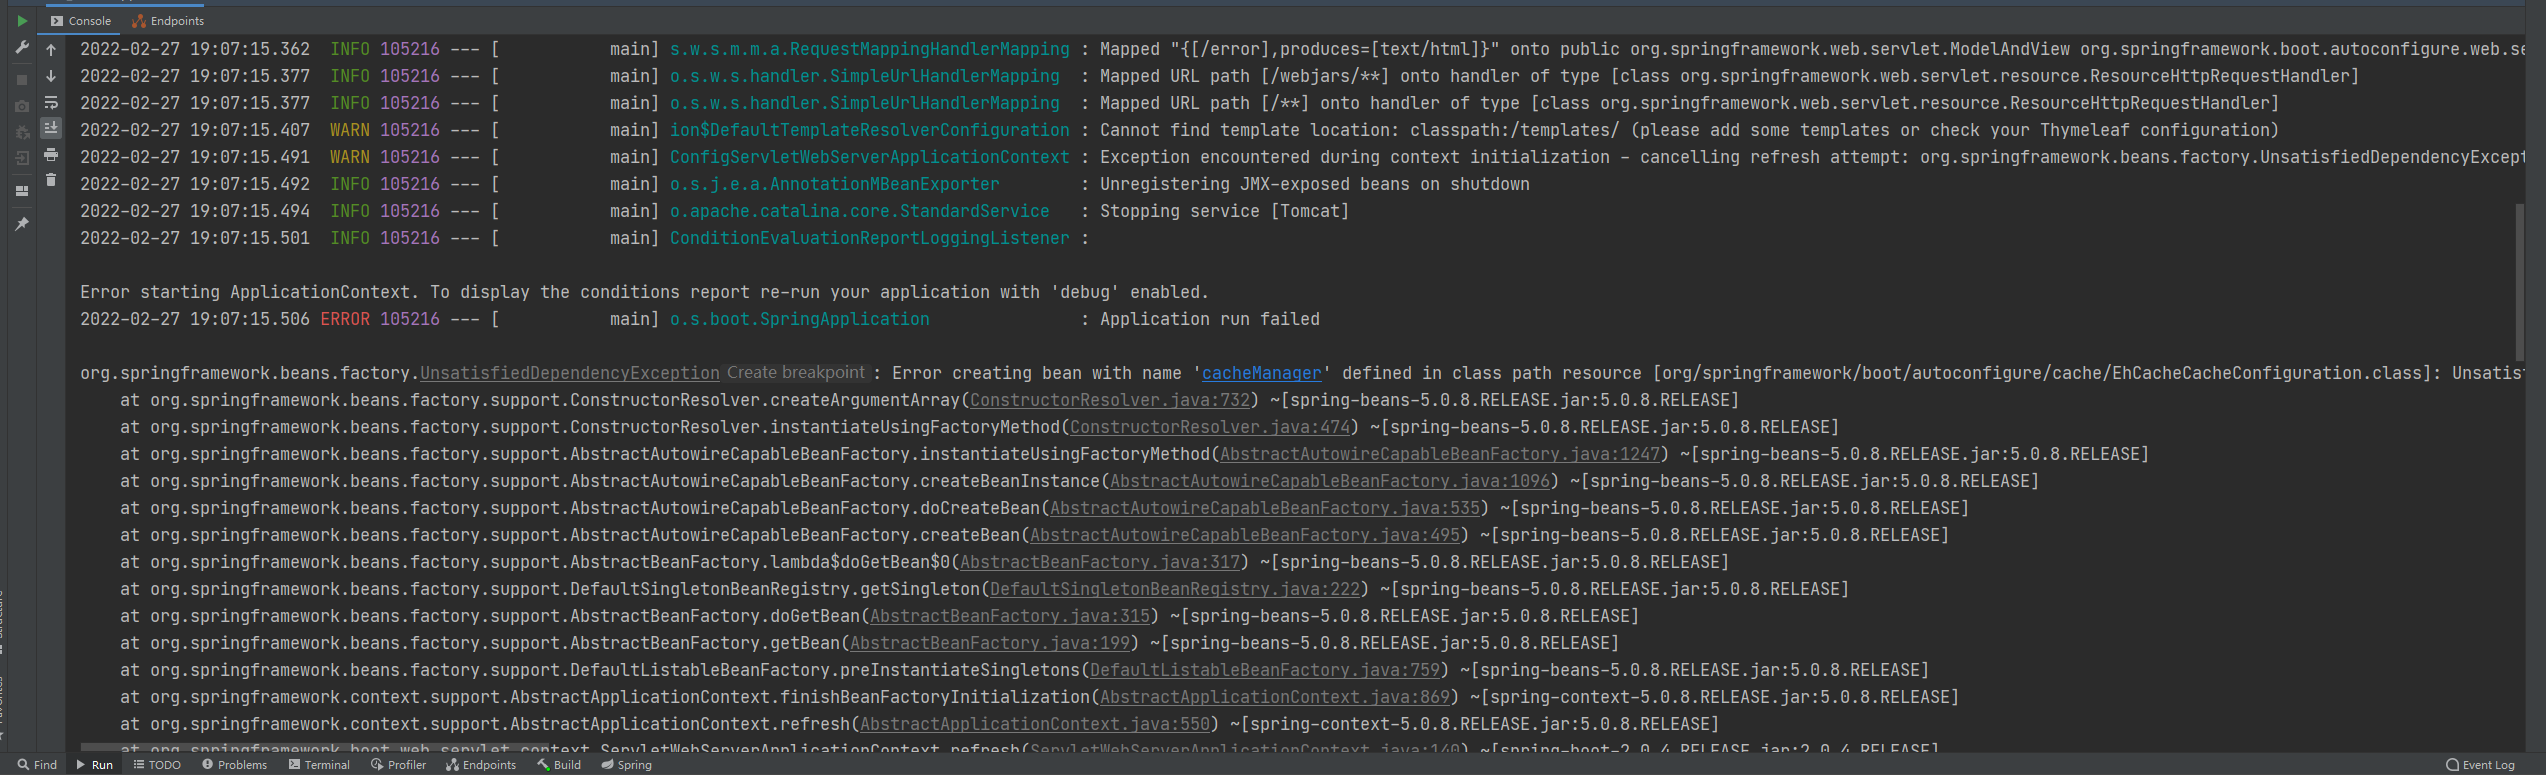 Console
Endpoints
2022-02-27 19:07:15.362  INFO 105216 --- [           main] s.w.s.m.m.a.RequestMappingHandlerMapping : Mapped "{[/error],produces=[text/html]}" onto public org.springframework.web.servlet.ModelAndView org.springframework.boot.autoconfigure.web.se
2022-02-27 19:07:15.377  INFO 105216 --- [           main] o.s.w.s.handler.SimpleUrlHandlerMapping  : Mapped URL path [/webjars/**] onto handler of type [class org.springframework.web.servlet.resource.ResourceHttpRequestHandler]
2022-02-27 19:07:15.377  INFO 105216 --- [           main] o.s.w.s.handler.SimpleUrlHandlerMapping  : Mapped URL path [/**] onto handler of type [class org.springframework.web.servlet.resource.ResourceHttpRequestHandler]
2022-02-27 19:07:15.407  WARN 105216 --- [           main] ion$DefaultTemplateResolverConfiguration : Cannot find template location: classpath:/templates/ (please add some templates or check your Thymeleaf configuration)
2022-02-27 19:07:15.491  WARN 105216 --- [           main] ConfigServletWebServerApplicationContext : Exception encountered during context initialization - cancelling refresh attempt: org.springframework.beans.factory.UnsatisfiedDependencyExcept
2022-02-27 19:07:15.492  INFO 105216 --- [           main] o.s.j.e.a.AnnotationMBeanExporter        : Unregistering JMX-exposed beans on shutdown
2022-02-27 19:07:15.494  INFO 105216 --- [           main] o.apache.catalina.core.StandardService   : Stopping service [Tomcat]
2022-02-27 19:07:15.501  INFO 105216 --- [           main] ConditionEvaluationReportLoggingListener :
Error starting ApplicationContext. To display the conditions report re-run your application with 'debug' enabled.
2022-02-27 19:07:15.506 ERROR 105216 --- [           main] o.s.boot.SpringApplication               : Application run failed
org.springframework.beans.factory.UnsatisfiedDependencyException Create breakpoint : Error creating bean with name 'cacheManager' defined in class path resource [org/springframework/boot/autoconfigure/cache/EhCacheCacheConfiguration.class]: Unsatis
at org.springframework.beans.factory.support.ConstructorResolver.createArgumentArray(ConstructorResolver.java:732) ~[spring-beans-5.0.8.RELEASE.jar:5.0.8.RELEASE]
at org.springframework.beans.factory.support.ConstructorResolver.instantiateUsingFactoryMethod(ConstructorResolver.java:474) ~[spring-beans-5.0.8.RELEASE.jar:5.0.8.RELEASE]
at org.springframework.beans.factory.support.AbstractAutowireCapableBeanFactory.instantiateUsingFactoryMethod(AbstractAutowireCapableBeanFactory.java:1247) ~[spring-beans-5.0.8.RELEASE.jar:5.0.8.RELEASE]
at org.springframework.beans.factory.support.AbstractAutowireCapableBeanFactory.createBeanInstance(AbstractAutowireCapableBeanFactory.java:1096) ~[spring-beans-5.0.8.RELEASE.jar:5.0.8.RELEASE]
at org.springframework.beans.factory.support.AbstractAutowireCapableBeanFactory.doCreateBean(AbstractAutowireCapableBeanFactory.java:535) ~[spring-beans-5.0.8.RELEASE.jar:5.0.8.RELEASE]
at org.springframework.beans.factory.support.AbstractAutowireCapableBeanFactory.createBean(AbstractAutowireCapableBeanFactory.java:495) ~[spring-beans-5.0.8.RELEASE.jar:5.0.8.RELEASE]
at org.springframework.beans.factory.support.AbstractBeanFactory.lambda$doGetBean$0(AbstractBeanFactory.java:317) ~[spring-beans-5.0.8.RELEASE.jar:5.0.8.RELEASE]
at org.springframework.beans.factory.support.DefaultSingletonBeanRegistry.getSingleton(DefaultSingletonBeanRegistry.java:222) ~[spring-beans-5.0.8.RELEASE.jar:5.0.8.RELEASE]
at org.springframework.beans.factory.support.AbstractBeanFactory.doGetBean(AbstractBeanFactory.java:315) ~[spring-beans-5.0.8.RELEASE.jar:5.0.8.RELEASE]
at org.springframework.beans.factory.support.AbstractBeanFactory.getBean(AbstractBeanFactory.java:199) ~[spring-beans-5.0.8.RELEASE.jar:5.0.8.RELEASE]
at org.springframework.beans.factory.support.DefaultListableBeanFactory.preInstantiateSingletons(DefaultListableBeanFactory.java:759) ~[spring-beans-5.0.8.RELEASE.jar:5.0.8.RELEASE]
at org.springframework.context.support.AbstractApplicationContext.finishBeanFactoryInitialization(AbstractApplicationContext.java:869) ~[spring-context-5.0.8.RELEASE.jar:5.0.8.RELEASE]
at org.springframework.context.support.AbstractApplicationContext.refresh(AbstractApplicationContext.java:550) ~[spring-context-5.0.8.RELEASE.jar:5.0.8.RELEASE]
at org.springframework.boot.web.servlet.context.ServletWebServerApplicationContext.refresh(ServletWebServerApplicationContext.java:140) ~[spring-boot-2.0.4.RELEASE.jar:2.0.4.RELEASE]
Find
Run
TODO
Problems
Terminal
Profiler
Endpoints
Build
Spring
Event Log